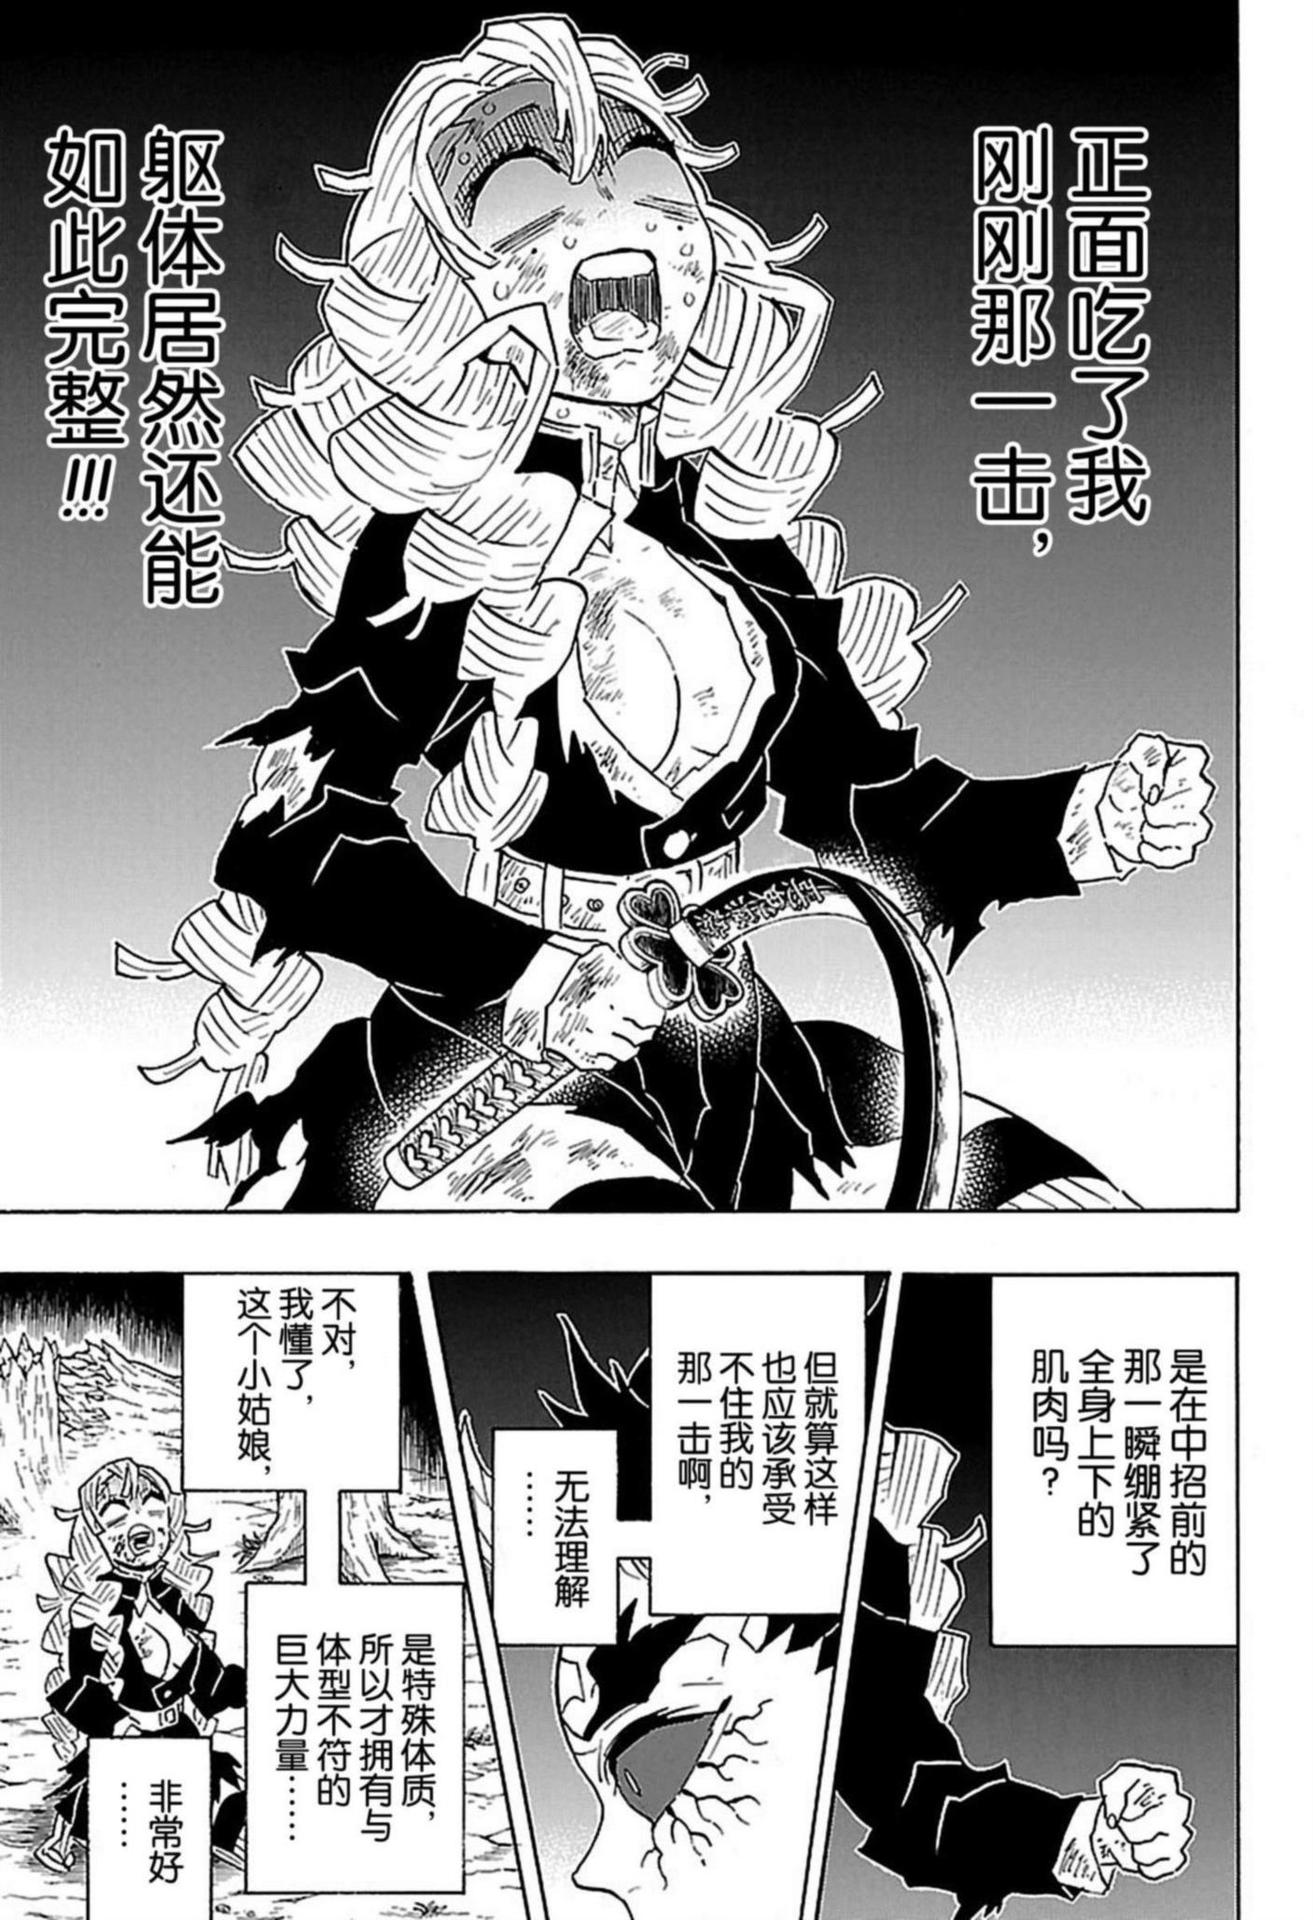 正面吃了我
刚刚那一击，
躯体居然还能
如此完整!!!
是在中招前的
那一瞬绷紧了
全身上下的
肌肉吗？
但就算这样
也应该承受
不住我的
那一击啊，
无法理解
……
不对，
我懂了，
这个小姑娘，
是特殊体质，
所以才拥有与
体型不符的
巨大力量……
非常好
……